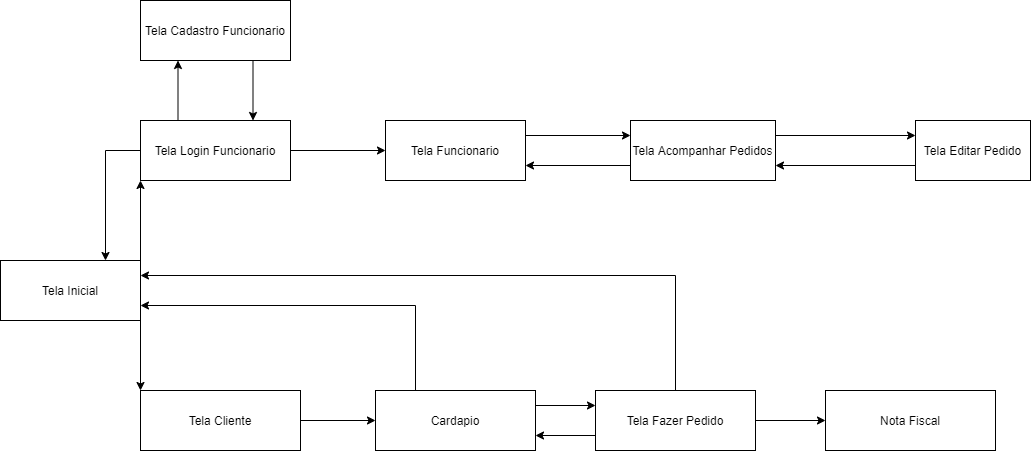 Tela Cadastro Funcionario
Tela Login Funcionario
Tela Funcionario
Tela Acompanhar Pedidos
Tela Editar Pedido
Tela Inicial
Tela Cliente
Cardapio
Tela Fazer Pedido
Nota Fiscal